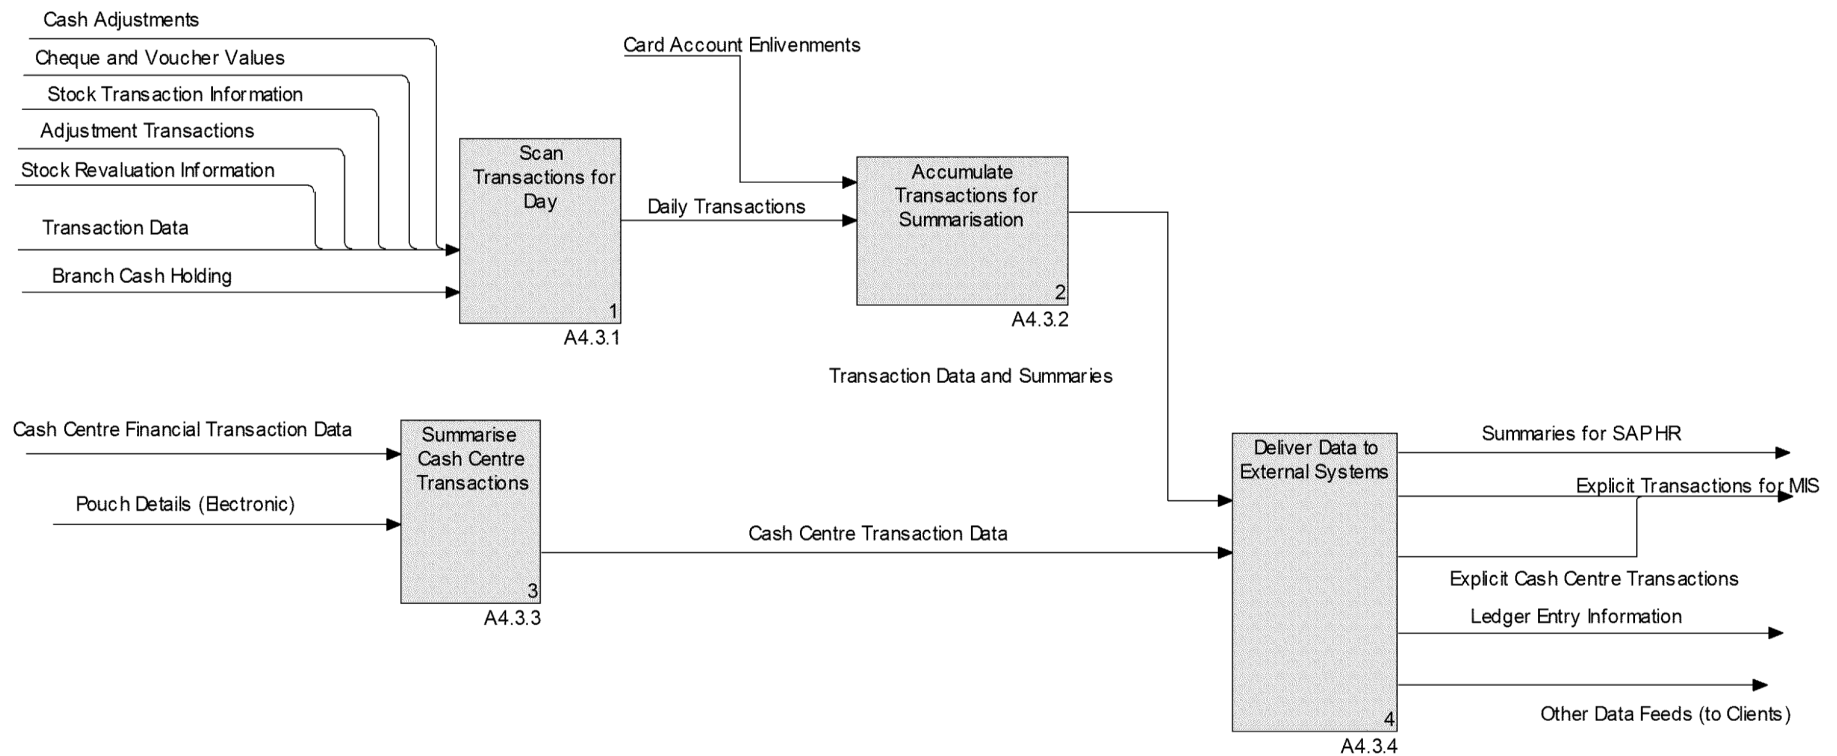 Cash Adjustments
Cheque and Voucher Values
Stock Transaction Information
Adjustment Transactions
Stock Revaluation Information
Transaction Data
Branch Cash Holding
Scan
Transactions for
Day
1
A4.3.1
Card Account Enlivenments
Daily Transactions
Accumulate
Transactions for
Summarisation
2
A4.3.2
Transaction Data and Summaries
Cash Centre Financial Transaction Data
Pouch Details (Electronic)
Summarise
Cash Centre
Transactions
3
A4.3.3
Cash Centre Transaction Data
Deliver Data to
External Systems
4
A4.3.4
Summaries for SAPHR
Explicit Transactions for MIS
Explicit Cash Centre Transactions
Ledger Entry Information
Other Data Feeds (to Clients)